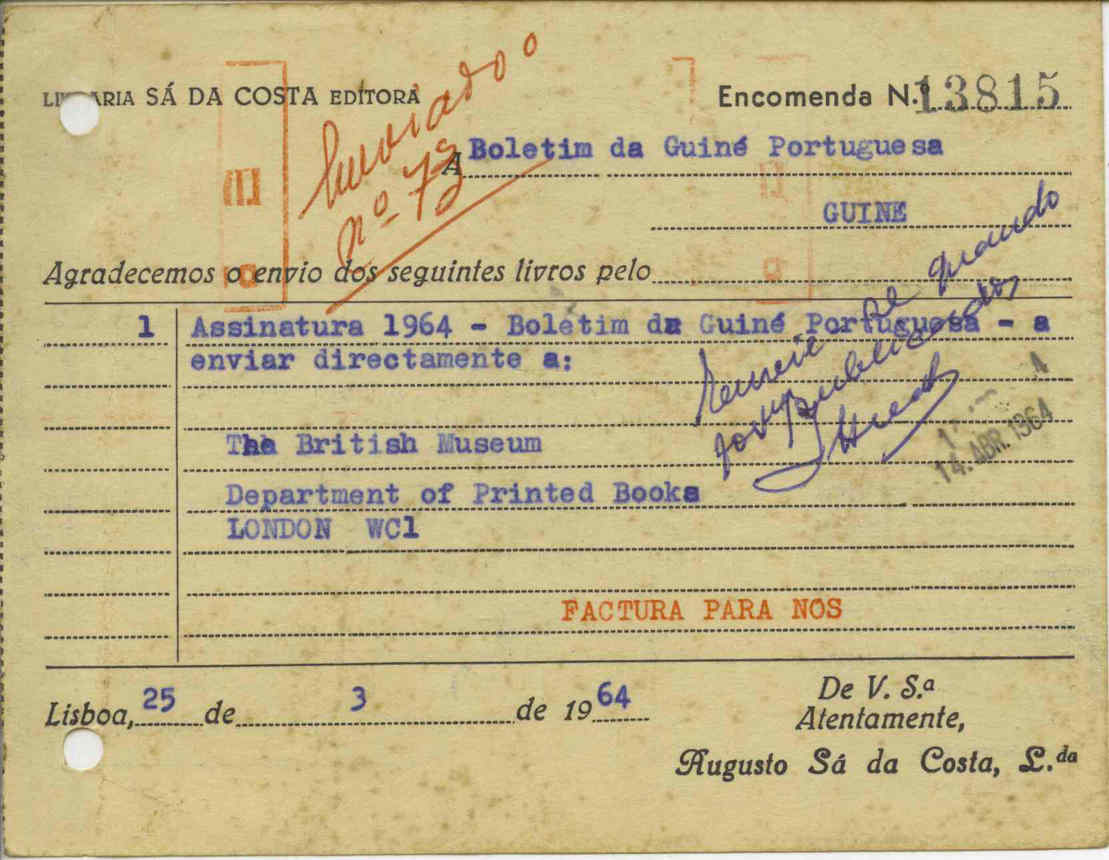 LIVRARIA SÁ DA COSTA EDITORA
Encomenda N.º 13815
Enviado o
nº 73
A Boletim da Guiné Portuguesa
GUINE
Agradecemos o envio dos seguintes livros pelo
1 Assinatura 1964 - Boletim da Guiné Portuguesa - a
enviar directamente a:
quando
The British Museum
14. ABR. 1964
Department of Printed Books
LONDON WC1
FACTURA PARA NOS
Lisboa, 25 de 3 de 1964
De V. S.ª
Atentamente,
Augusto Sá da Costa, L.da